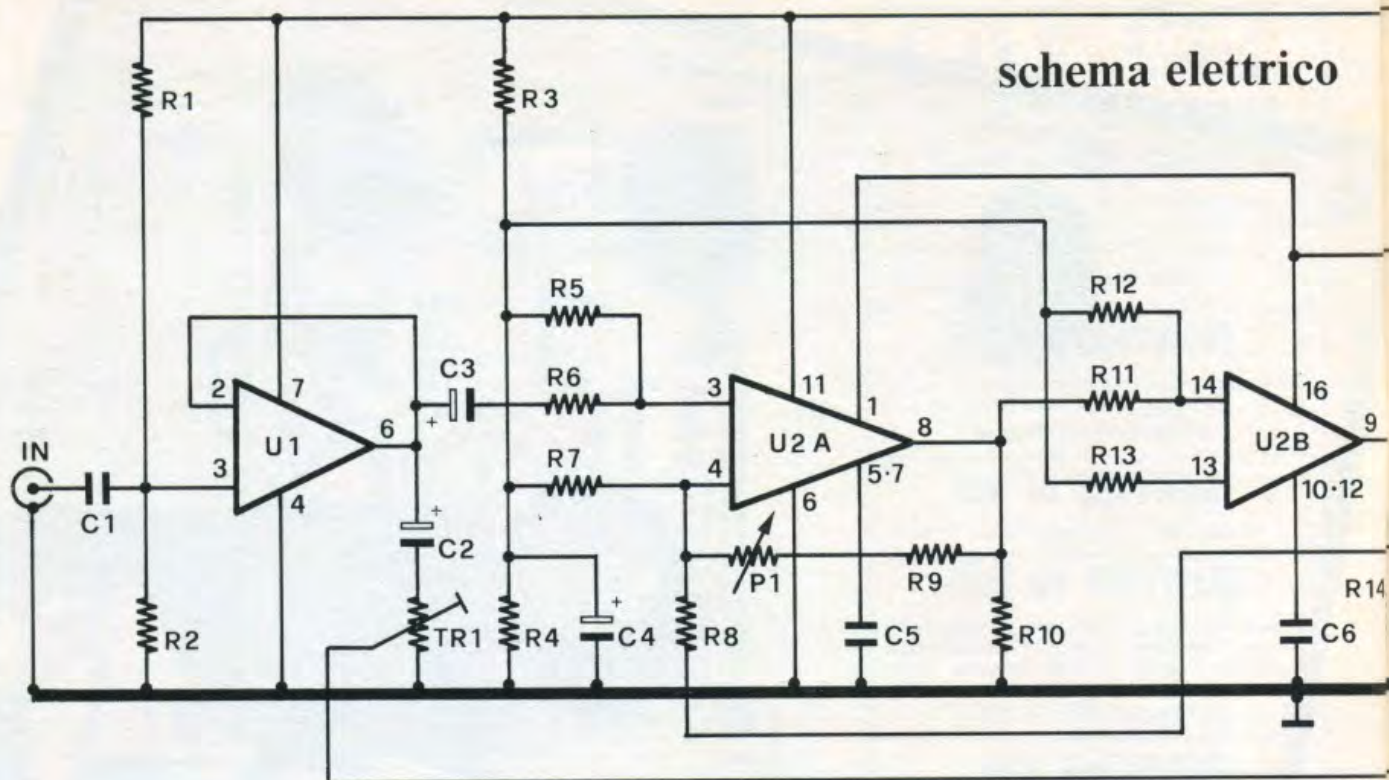 schema elettrico
R1
R3
R5
R12
C3
R6
R11
2
7
3
11
1
14
16
IN
U1
6
+
U2A
8
U2B
9
R7
R13
3
4
5·7
13
10·12
C1
4
6
+
C2
P1
R9
R14
R2
TR1
R4
+
C4
R8
C5
R10
C6